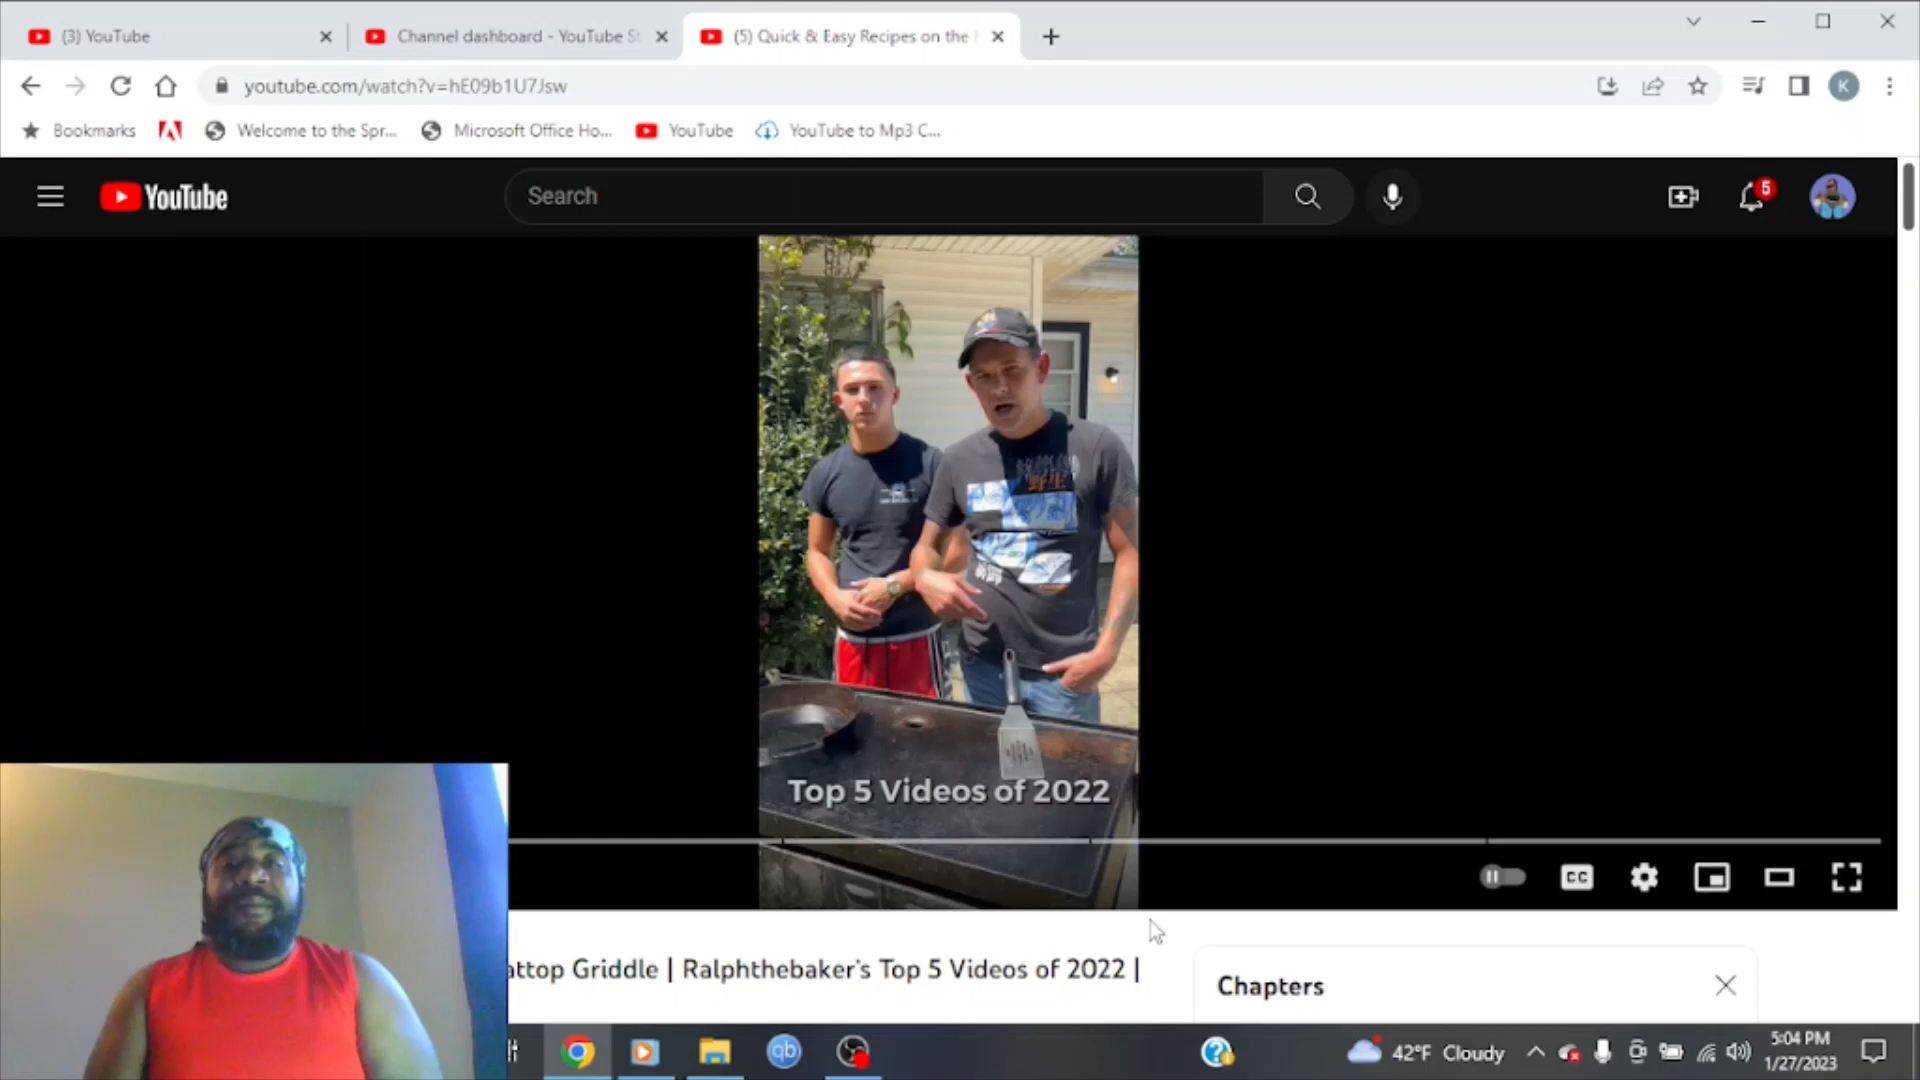 (3) YouTube
Channel dashboard - YouTube St
(5) Quick & Easy Recipes on the
youtube.com/watch?v=hE09b1U7Jsw
K
Bookmarks
Welcome to the Spr...
Microsoft Office Ho...
YouTube
YouTube to Mp3 C...
YouTube
Search
5
Top 5 Videos of 2022
CC
attop Griddle | Ralphthebaker's Top 5 Videos of 2022 |
Chapters
qb
42°F Cloudy
5:04 PM
1/27/2023